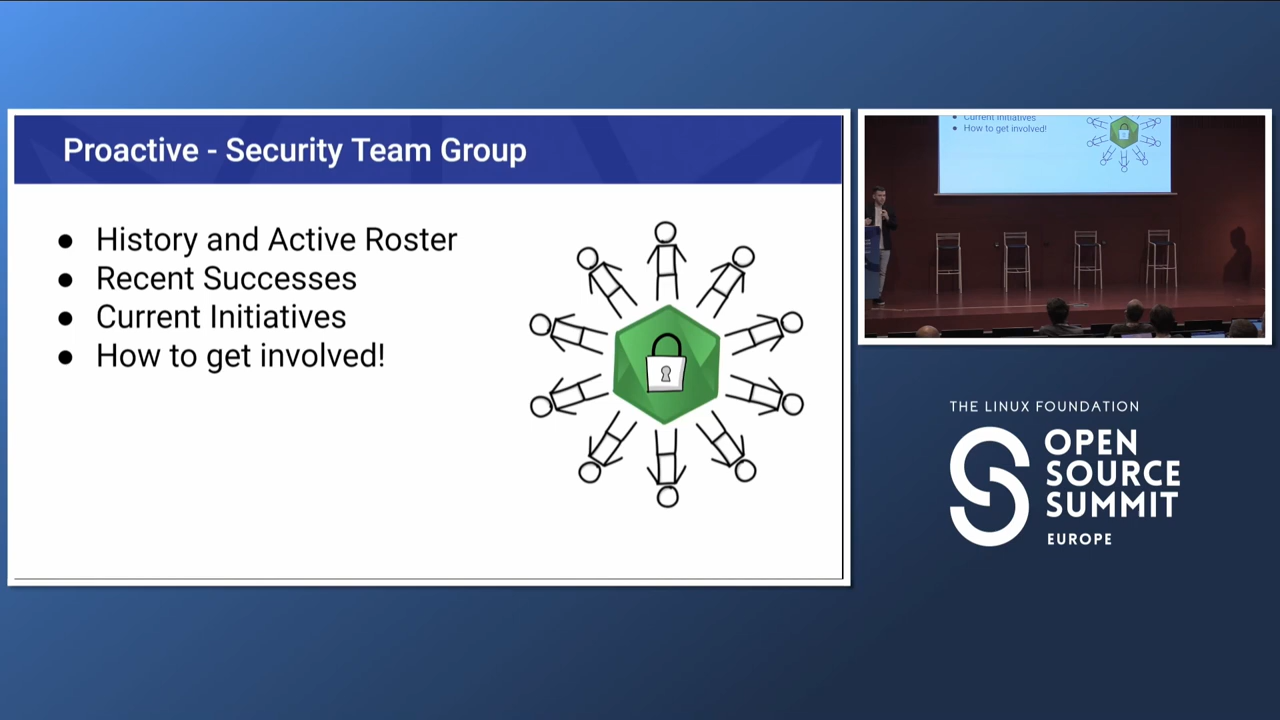 Proactive - Security Team Group
● History and Active Roster
● Recent Successes
● Current Initiatives
● How to get involved!
Current Initiatives
How to get involved!
THE LINUX FOUNDATION
OPEN
SOURCE
SUMMIT
EUROPE